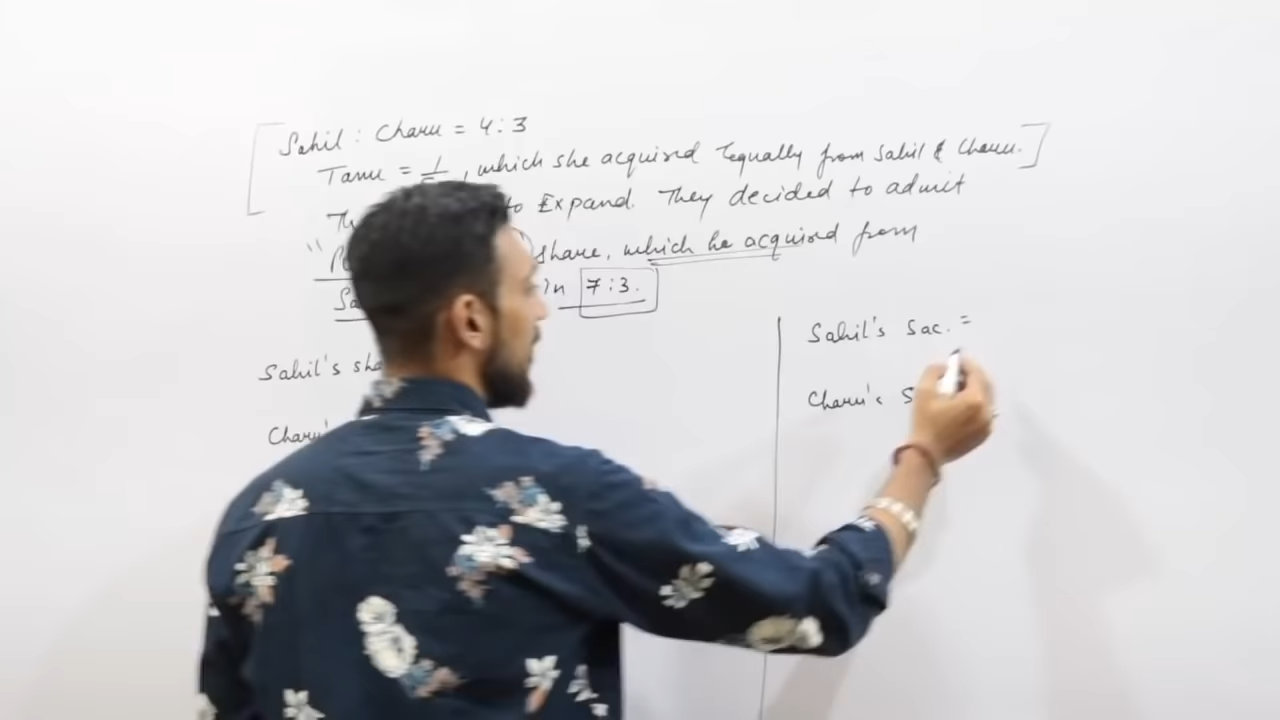 Sahil : Charu = 4:3
Tanu = 1/ , which she acquired Equally from Sahil & Charu.
to Expand. They decided to admit
share, which he acquired from
in 7:3.
Sahil's
Charu'
Sahil's Sac. =
Charu's S